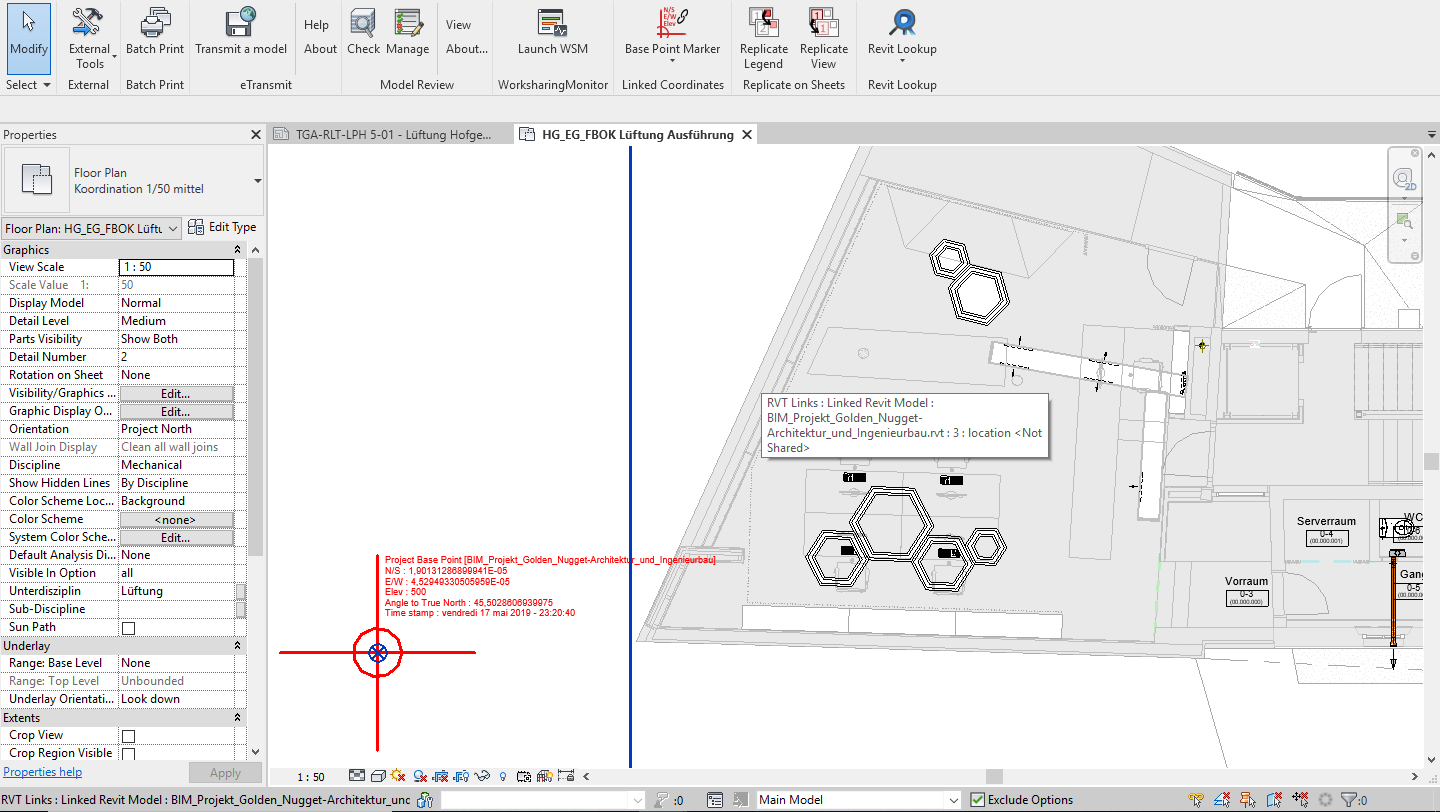 Modify
External Tools
Batch Print
Transmit a model
Help
About
Check
Manage
View
About...
Launch WSM
Base Point Marker
Replicate Legend
Replicate View
Revit Lookup
Select
External
Batch Print
eTransmit
Model Review
WorksharingMonitor
Linked Coordinates
Replicate on Sheets
Revit Lookup
Properties
TGA-RLT-LPH 5-01 - Lüftung Hofge...
HG_EG_FBOK Lüftung Ausführung
Floor Plan
Koordination 1/50 mittel
Floor Plan: HG_EG_FBOK Lüftu
Edit Type
Graphics
View Scale 1 : 50
Scale Value 1: 50
Display Model Normal
Detail Level Medium
Parts Visibility Show Both
Detail Number 2
Rotation on Sheet None
Visibility/Graphics ... Edit...
Graphic Display O... Edit...
Orientation Project North
Wall Join Display Clean all wall joins
Discipline Mechanical
Show Hidden Lines By Discipline
Color Scheme Loc... Background
Color Scheme <none>
System Color Sche... Edit...
Default Analysis Di... None
Visible In Option all
Unterdisziplin Lüftung
Sub-Discipline
Sun Path
Underlay
Range: Base Level None
Range: Top Level Unbounded
Underlay Orientati... Look down
Extents
Crop View
Crop Region Visible
Properties help
Apply
2D
RVT Links : Linked Revit Model :
BIM_Projekt_Golden_Nugget-
Architektur_und_Ingenieurbau.rvt : 3 : location <Not
Shared>
Project Base Point [BIM_Projekt_Golden_Nugget-Architektur_und_Ingenieurbau]
N/S : 1,90131286899941E-05
E/W : 4,52949330505959E-05
Elev : 500
Angle to True North : 45,5028606939975
Time stamp : vendredi 17 mai 2019 - 23:20:40
Serverraum
0-4
(00.000.001)
WC
Vorraum
0-3
(00.000.000)
Gang
0-5
1 : 50
RVT Links : Linked Revit Model : BIM_Projekt_Golden_Nugget-Architektur_unc
:0
Main Model
Exclude Options
:0